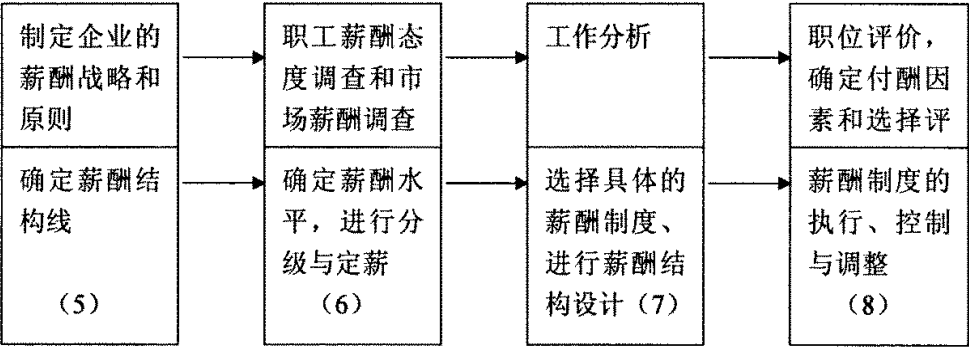 制定企业的
薪酬战略和
原则
职工薪酬态
度调查和市
场薪酬调查
工作分析
职位评价，
确定付酬因
素和选择评
确定薪酬结
构线
（5）
确定薪酬水
平，进行分
级与定薪
（6）
选择具体的
薪酬制度、
进行薪酬结
构设计（7）
薪酬制度的
执行、控制
与调整
（8）